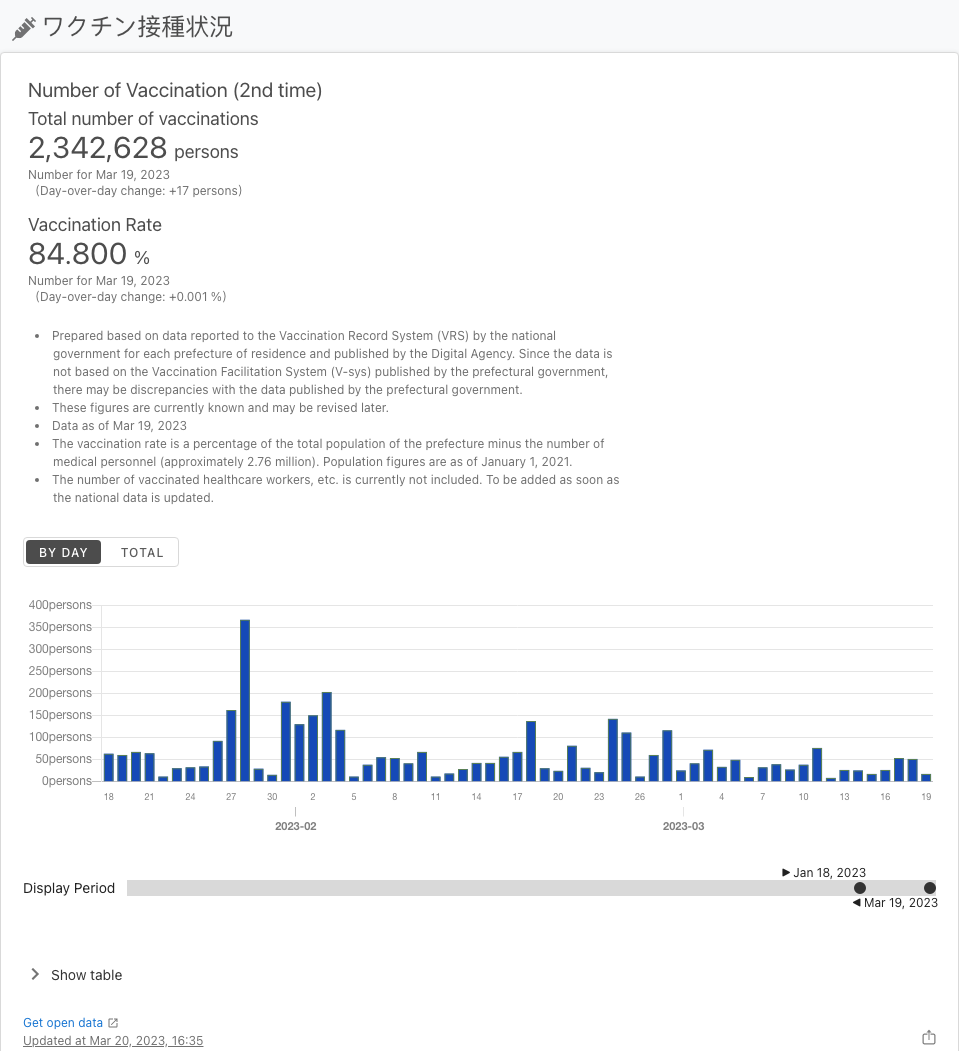 ワクチン接種状況
Number of Vaccination (2nd time)
Total number of vaccinations
2,342,628 persons
Number for Mar 19, 2023
(Day-over-day change: +17 persons)
Vaccination Rate
84.800 %
Number for Mar 19, 2023
(Day-over-day change: +0.001 %)
• Prepared based on data reported to the Vaccination Record System (VRS) by the national
government for each prefecture of residence and published by the Digital Agency. Since the data is
not based on the Vaccination Facilitation System (V-sys) published by the prefectural government,
there may be discrepancies with the data published by the prefectural government.
• These figures are currently known and may be revised later.
• Data as of Mar 19, 2023
• The vaccination rate is a percentage of the total population of the prefecture minus the number of
medical personnel (approximately 2.76 million). Population figures are as of January 1, 2021.
• The number of vaccinated healthcare workers, etc. is currently not included. To be added as soon as
the national data is updated.
BY DAY TOTAL
400persons
350persons
300persons
250persons
200persons
150persons
100persons
50persons
0persons
18 21 24 27 30 2 5 8 11 14 17 20 23 26 1 4 7 10 13 16 19
2023-02 2023-03
Jan 18, 2023
Display Period
Mar 19, 2023
Show table
Get open data
Updated at Mar 20, 2023, 16:35